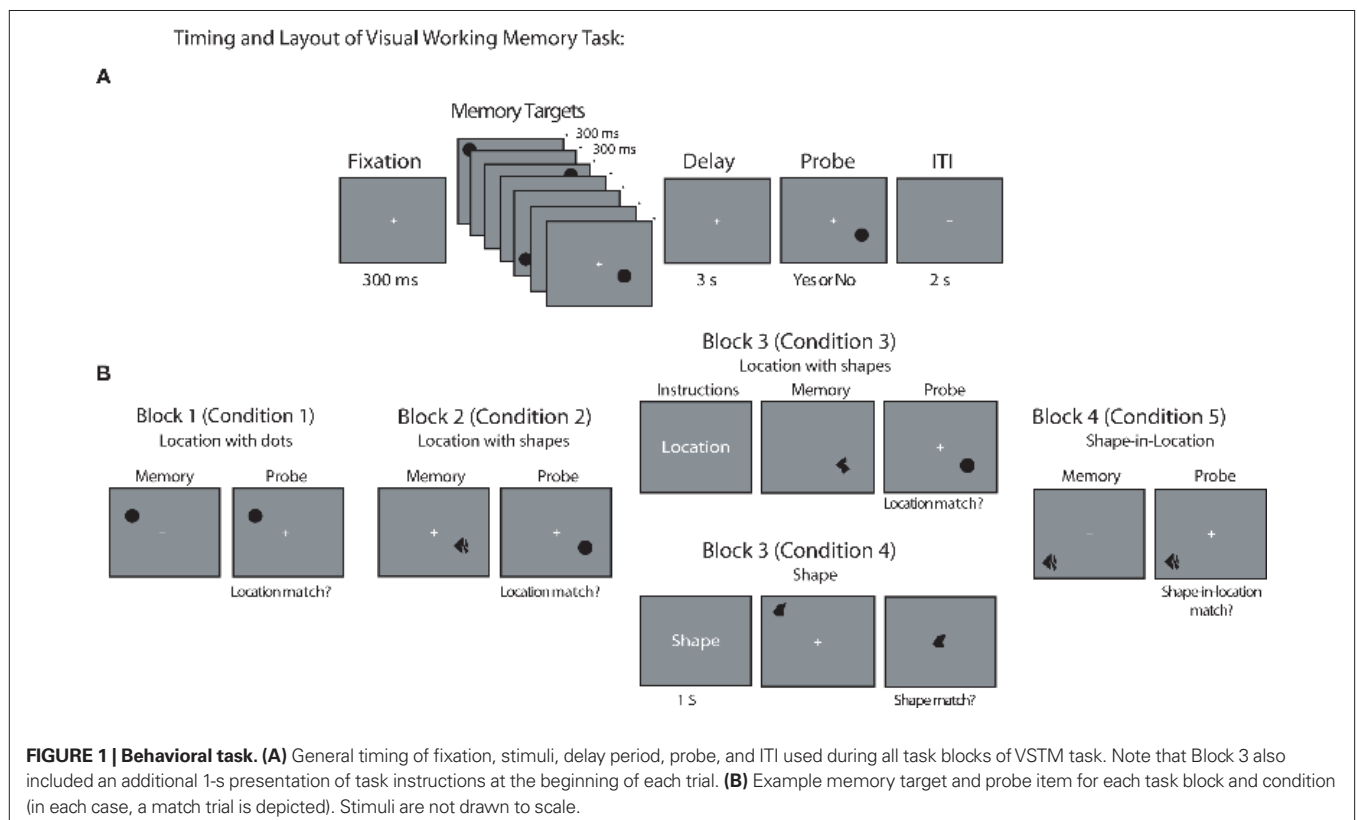 Timing and Layout of Visual Working Memory Task:
A
Memory Targets
300 ms
300 ms
Fixation
Delay
Probe
ITI
300 ms
3 s
Yes or No
2 s
B
Block 1 (Condition 1)
Location with dots
Memory
Probe
Location match?
Block 2 (Condition 2)
Location with shapes
Memory
Probe
Location match?
Block 3 (Condition 3)
Location with shapes
Instructions
Memory
Probe
Location
Location match?
Block 3 (Condition 4)
Shape
Shape
1 S
Shape match?
Block 4 (Condition 5)
Shape-in-Location
Memory
Probe
Shape-in-location
match?
FIGURE 1 | Behavioral task. (A) General timing of fixation, stimuli, delay period, probe, and ITI used during all task blocks of VSTM task. Note that Block 3 also
included an additional 1-s presentation of task instructions at the beginning of each trial. (B) Example memory target and probe item for each task block and condition
(in each case, a match trial is depicted). Stimuli are not drawn to scale.